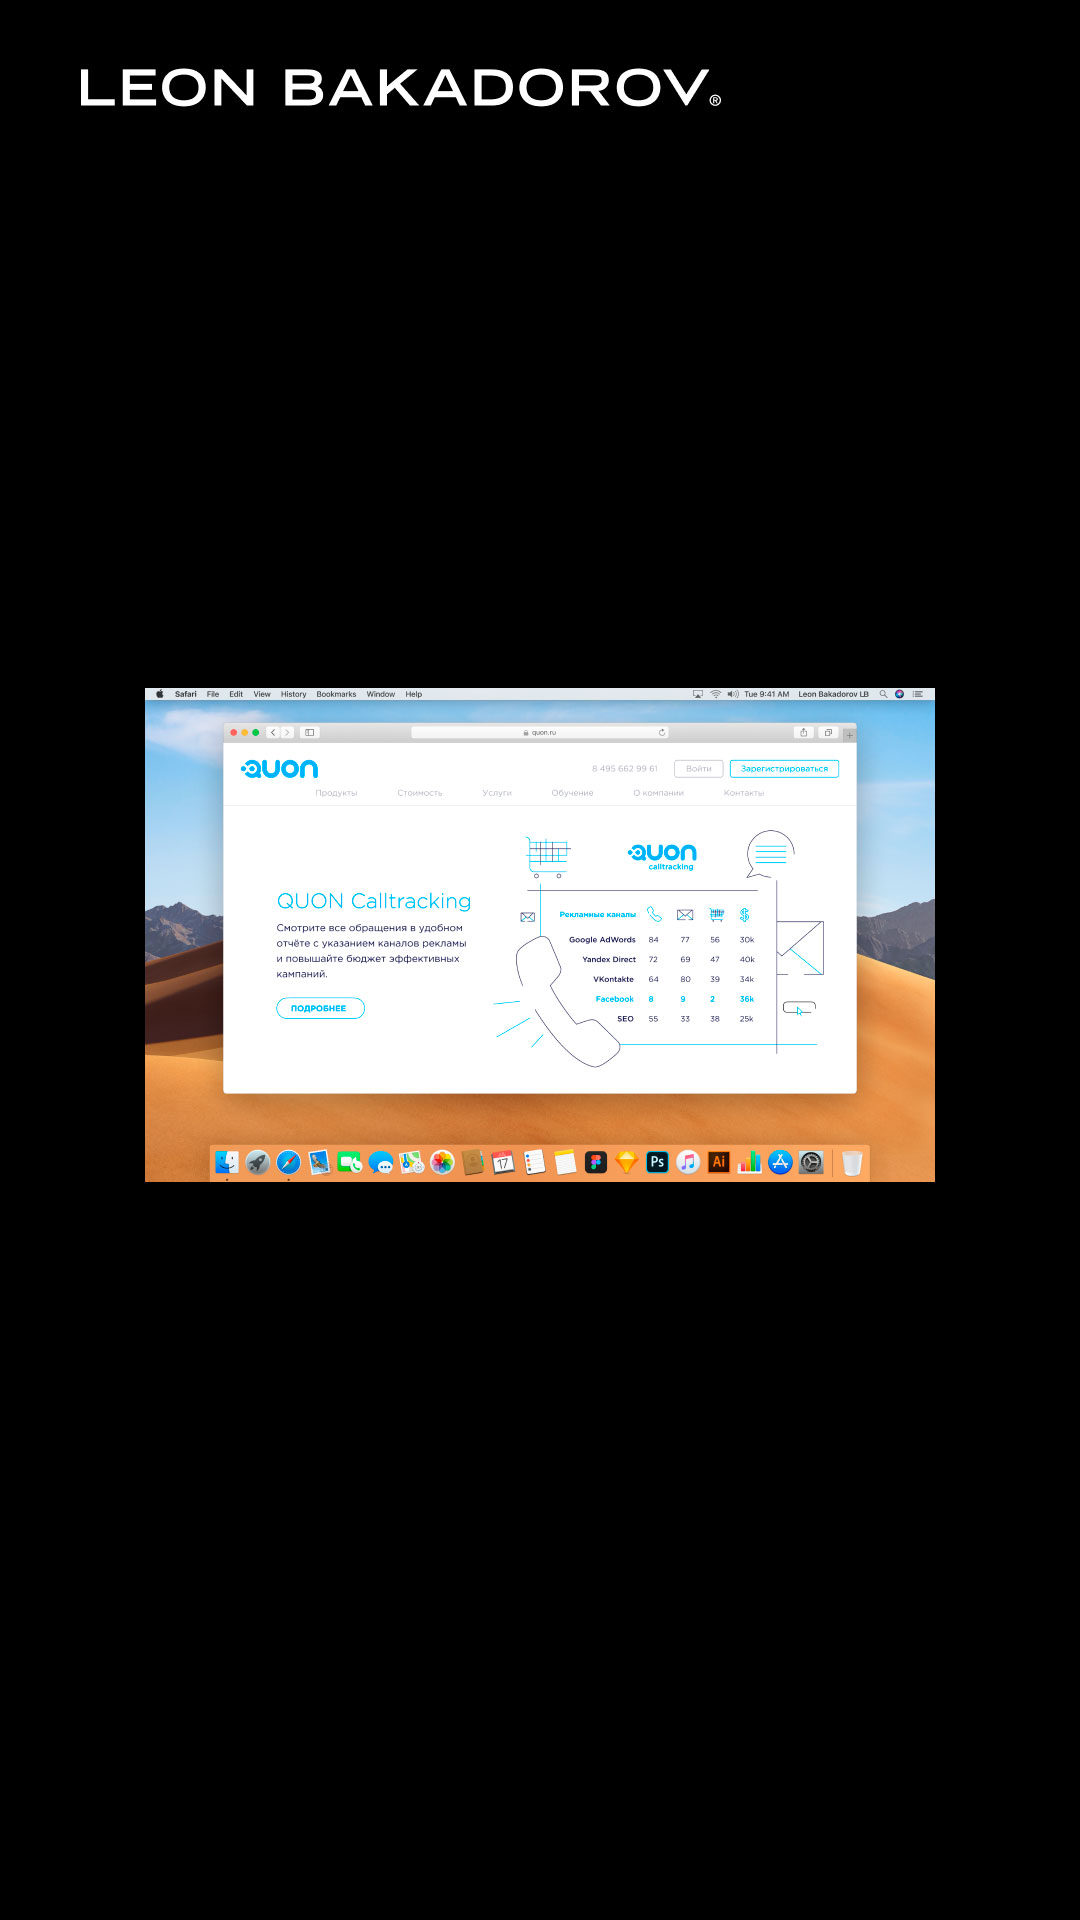 LEON BAKADOROV®
Safari File Edit View History Bookmarks Window Help Tue 9:41 AM Leon Bakadorov LB
quon.ru
QUON 8 495 662 99 61 Войти Зарегистрироваться
Продукты Стоимость Услуги Обучение О компании Контакты
QUON
calltracking
QUON Calltracking
Смотрите все обращения в удобном
отчёте с указанием каналов рекламы
и повышайте бюджет эффективных
кампаний.
ПОДРОБНЕЕ
Рекланные каналы
Google AdWords 84 77 56 30k
Yandex Direct 72 69 47 40k
VKontakte 64 80 39 34k
Facebook 8 9 2 36k
SEO 55 33 38 25k
17 Ps Ai